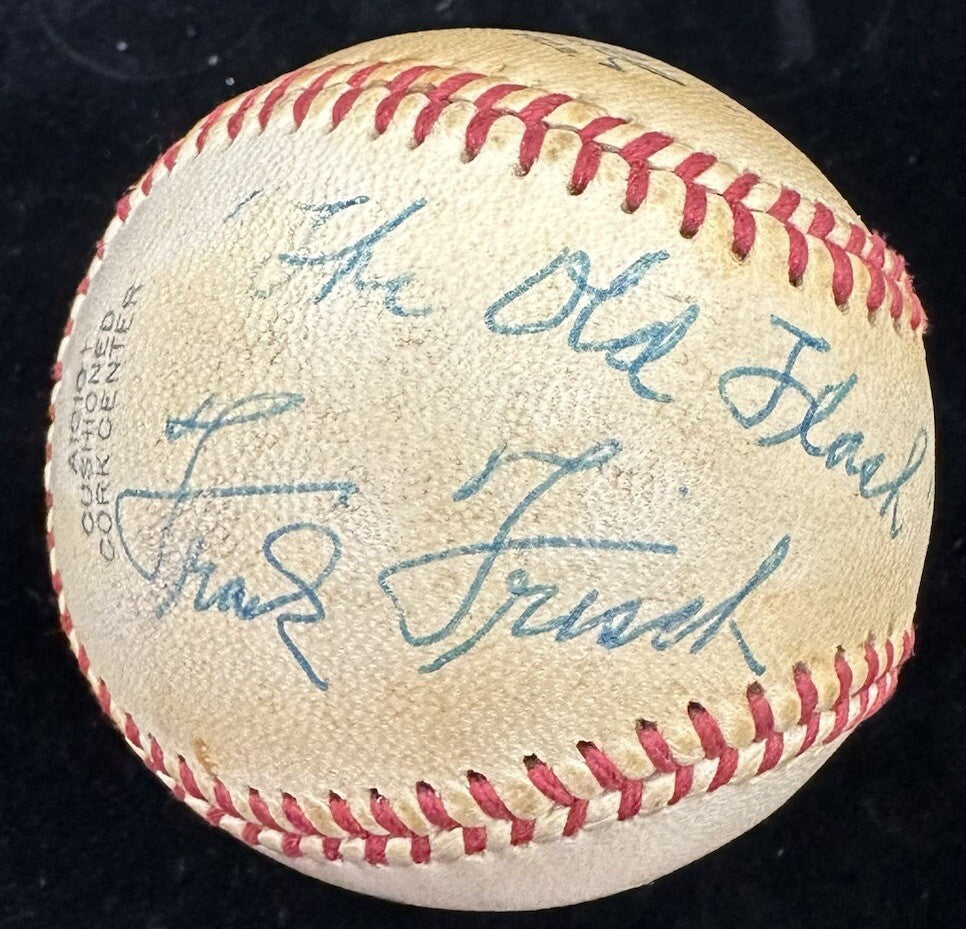 "The Old Flash"
Frank Frisch
CUSHIONED
CORK CENTER